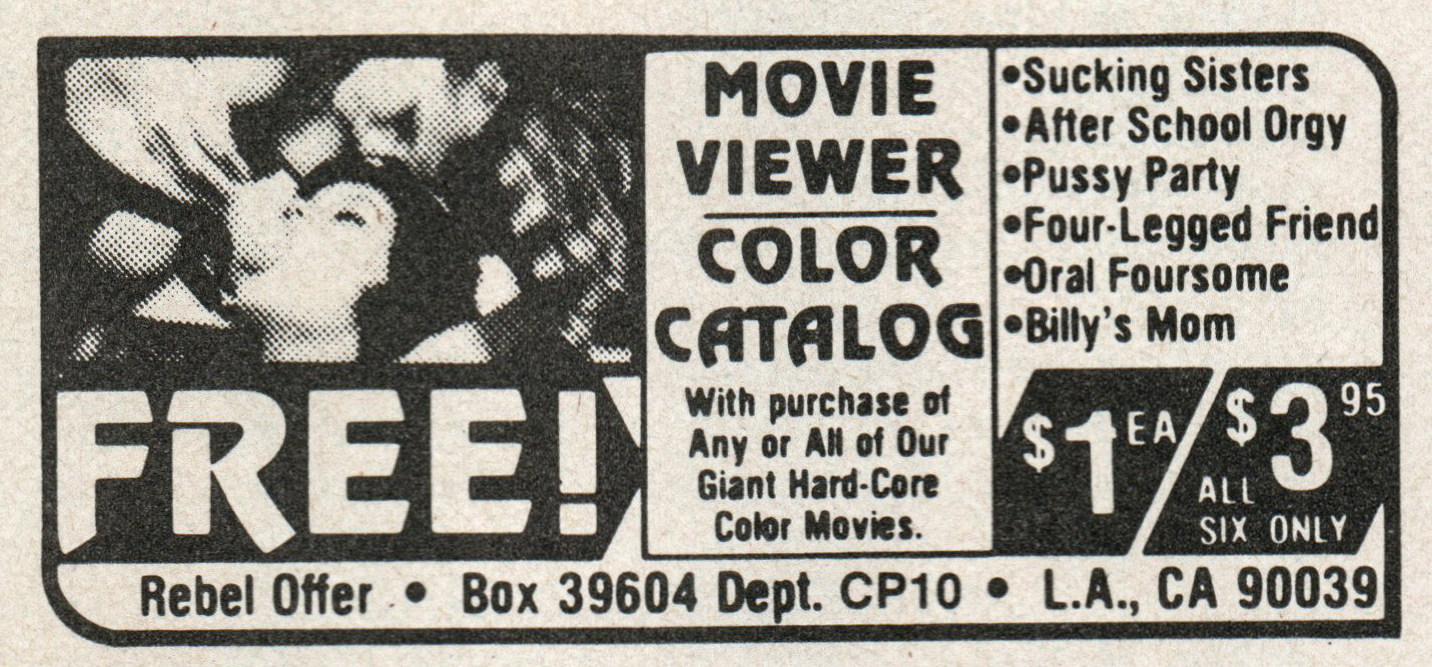 FREE!
MOVIE
VIEWER
COLOR
CATALOG
With purchase of
Any or All of Our
Giant Hard-Core
Color Movies.
•Sucking Sisters
•After School Orgy
•Pussy Party
•Four-Legged Friend
•Oral Foursome
•Billy's Mom
$1 EA
$3 95
ALL
SIX ONLY
Rebel Offer • Box 39604 Dept. CP10 • L.A., CA 90039